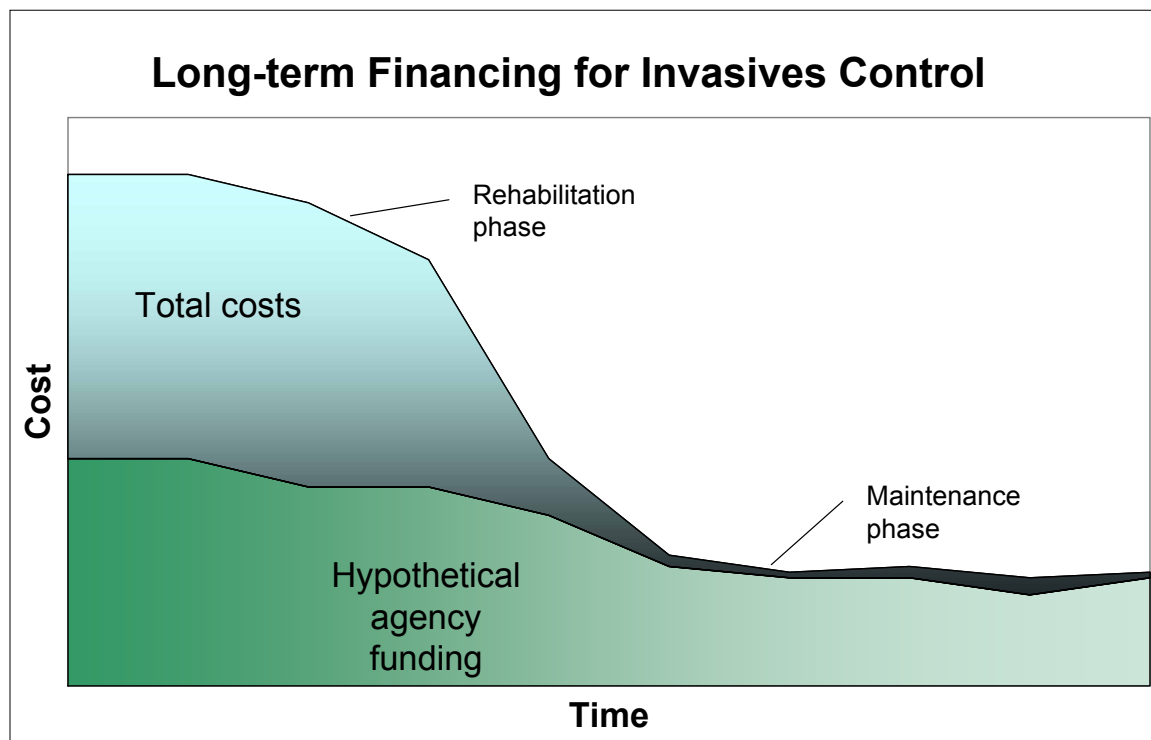 Long-term Financing for Invasives Control
Rehabilitation
phase
Total costs
Cost
Maintenance
phase
Hypothetical
agency
funding
Time